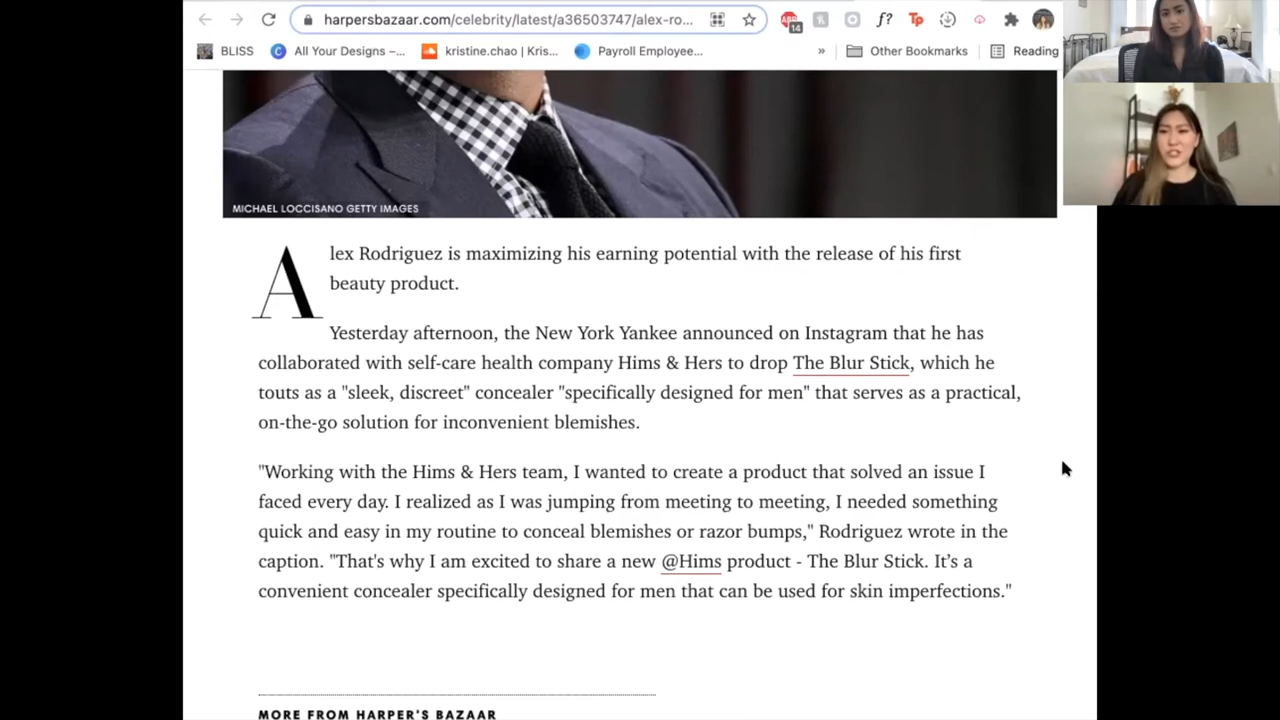 harpersbazaar.com/celebrity/latest/a36503747/alex-ro...
14
f?
Tp
BLISS
All Your Designs –...
kristine.chao | Kris...
Payroll Employee...
»
Other Bookmarks
Reading
MICHAEL LOCCISANO GETTY IMAGES
Alex Rodriguez is maximizing his earning potential with the release of his first
beauty product.
Yesterday afternoon, the New York Yankee announced on Instagram that he has
collaborated with self-care health company Hims & Hers to drop The Blur Stick, which he
touts as a "sleek, discreet" concealer "specifically designed for men" that serves as a practical,
on-the-go solution for inconvenient blemishes.
"Working with the Hims & Hers team, I wanted to create a product that solved an issue I
faced every day. I realized as I was jumping from meeting to meeting, I needed something
quick and easy in my routine to conceal blemishes or razor bumps," Rodriguez wrote in the
caption. "That's why I am excited to share a new @Hims product - The Blur Stick. It’s a
convenient concealer specifically designed for men that can be used for skin imperfections."
MORE FROM HARPER'S BAZAAR